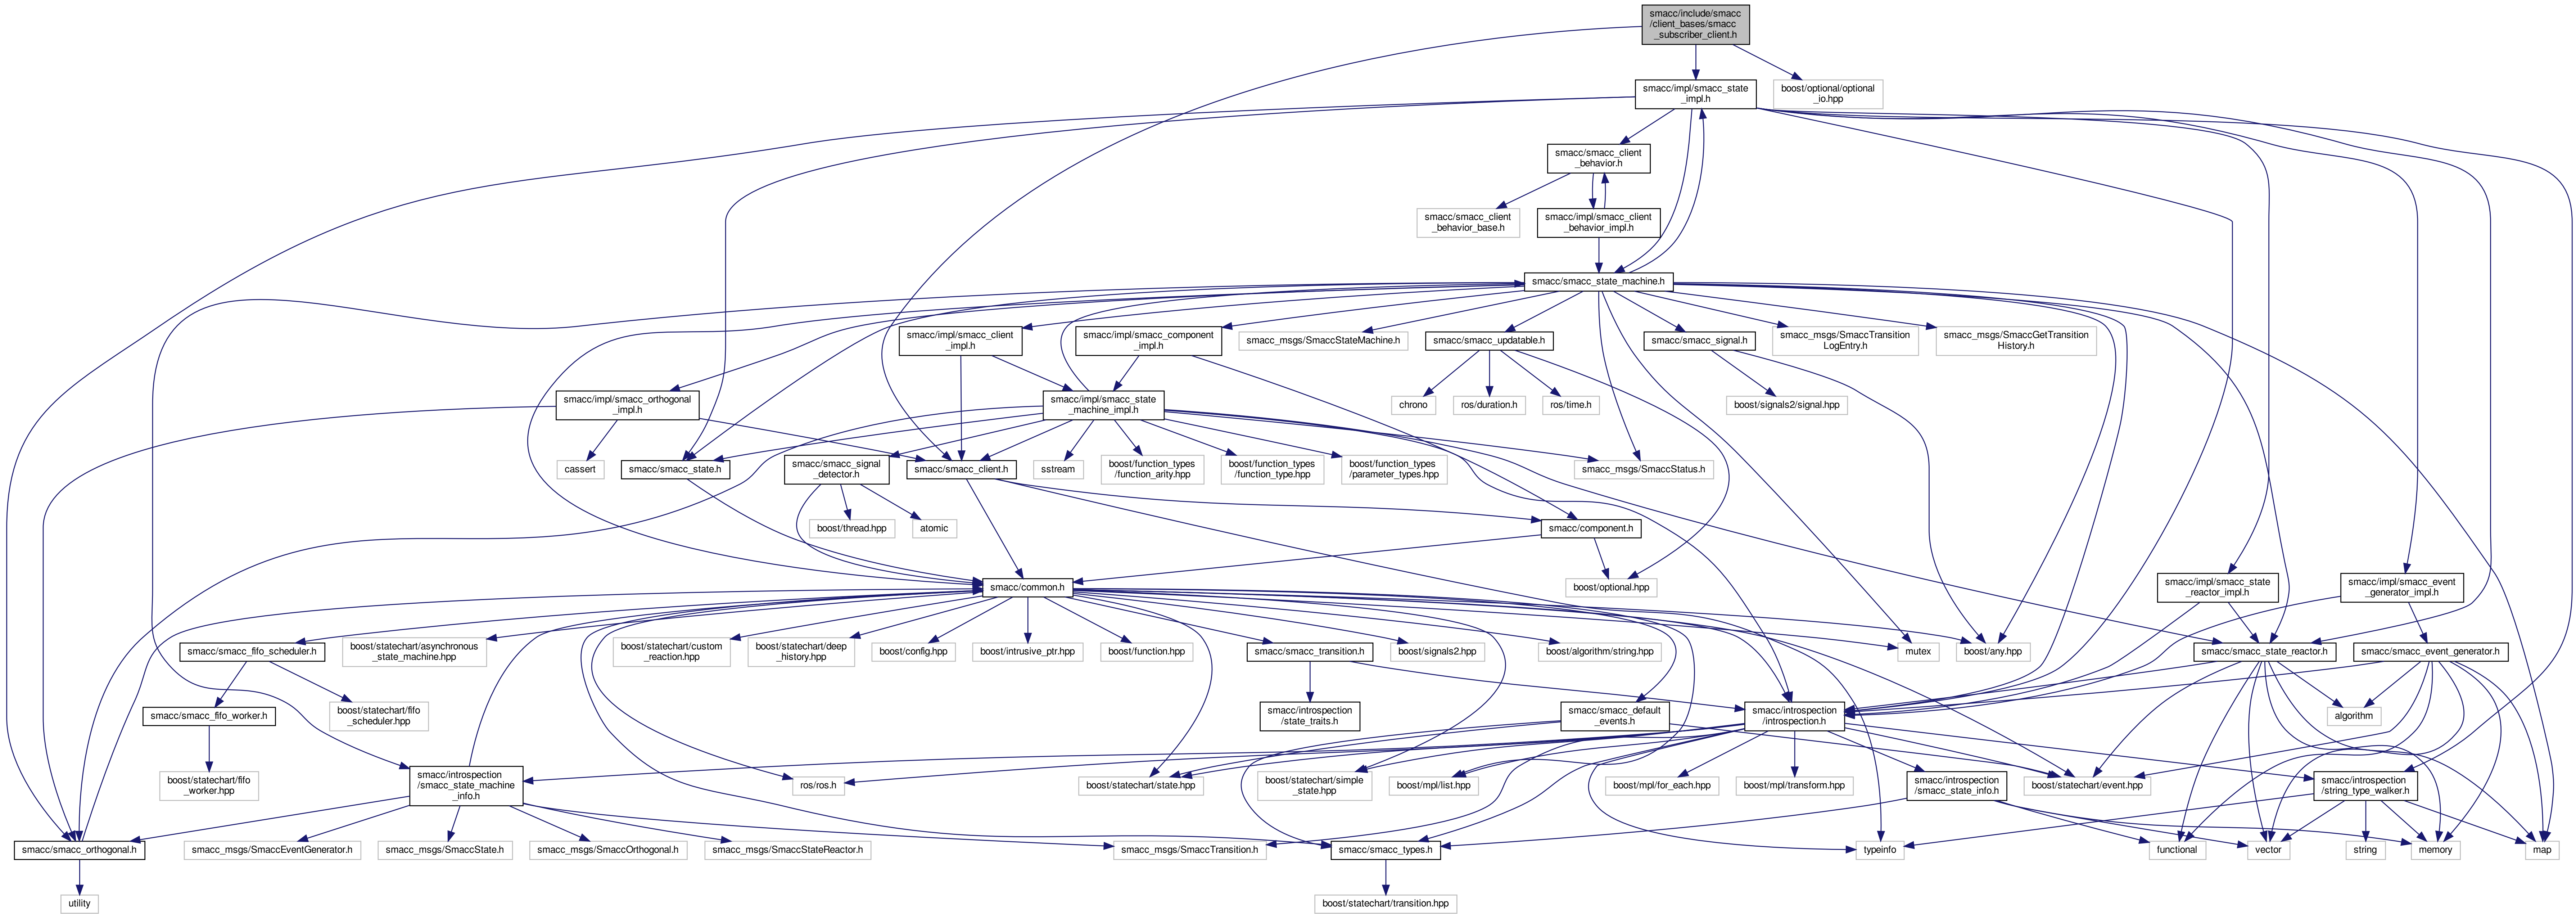 smacc/include/smacc
/client_bases/smacc
_subscriber_client.h
smacc/impl/smacc_state
_impl.h
boost/optional/optional
_io.hpp
smacc/smacc_client
_behavior.h
smacc/smacc_client
_behavior_base.h
smacc/impl/smacc_client
_behavior_impl.h
smacc/smacc_state_machine.h
smacc/impl/smacc_client
_impl.h
smacc/impl/smacc_component
_impl.h
smacc_msgs/SmaccStateMachine.h
smacc/smacc_updatable.h
smacc/smacc_signal.h
smacc_msgs/SmaccTransition
LogEntry.h
smacc_msgs/SmaccGetTransition
History.h
smacc/impl/smacc_orthogonal
_impl.h
smacc/impl/smacc_state
_machine_impl.h
chrono
ros/duration.h
ros/time.h
boost/signals2/signal.hpp
cassert
smacc/smacc_state.h
smacc/smacc_signal
_detector.h
smacc/smacc_client.h
sstream
boost/function_types
/function_arity.hpp
boost/function_types
/function_type.hpp
boost/function_types
/parameter_types.hpp
smacc_msgs/SmaccStatus.h
boost/thread.hpp
atomic
smacc/component.h
smacc/common.h
boost/optional.hpp
smacc/impl/smacc_state
_reactor_impl.h
smacc/impl/smacc_event
_generator_impl.h
smacc/smacc_fifo_scheduler.h
boost/statechart/asynchronous
_state_machine.hpp
boost/statechart/custom
_reaction.hpp
boost/statechart/deep
_history.hpp
boost/config.hpp
boost/intrusive_ptr.hpp
boost/function.hpp
smacc/smacc_transition.h
boost/signals2.hpp
boost/algorithm/string.hpp
mutex
boost/any.hpp
smacc/smacc_state_reactor.h
smacc/smacc_event_generator.h
smacc/smacc_fifo_worker.h
boost/statechart/fifo
_scheduler.hpp
smacc/introspection
/state_traits.h
smacc/smacc_default
_events.h
smacc/introspection
/introspection.h
algorithm
boost/statechart/fifo
_worker.hpp
smacc/introspection
/smacc_state_machine
_info.h
ros/ros.h
boost/statechart/state.hpp
boost/statechart/simple
_state.hpp
boost/mpl/list.hpp
boost/mpl/for_each.hpp
boost/mpl/transform.hpp
smacc/introspection
/smacc_state_info.h
boost/statechart/event.hpp
smacc/introspection
/string_type_walker.h
smacc/smacc_orthogonal.h
smacc_msgs/SmaccEventGenerator.h
smacc_msgs/SmaccState.h
smacc_msgs/SmaccOrthogonal.h
smacc_msgs/SmaccStateReactor.h
smacc_msgs/SmaccTransition.h
smacc/smacc_types.h
typeinfo
functional
vector
string
memory
map
utility
boost/statechart/transition.hpp